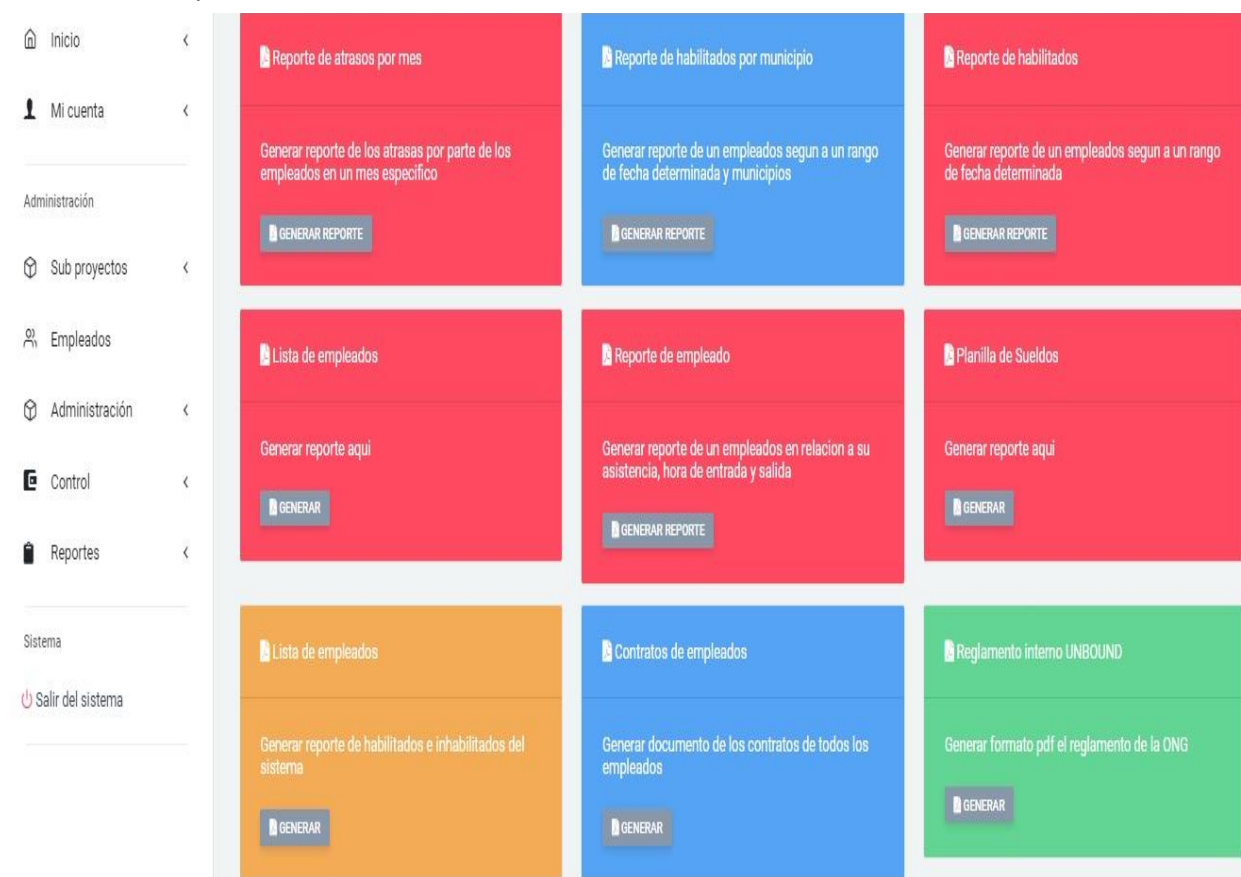 Inicio
Mi cuenta
Administración
Sub proyectos
Empleados
Administración
Control
Reportes
Sistema
Salir del sistema
Reporte de atrasos por mes
Generar reporte de los atrasas por parte de los
empleados en un mes especifico
GENERAR REPORTE
Reporte de habilitados por municipio
Generar reporte de un empleados segun a un rango
de fecha determinada y municipios
GENERAR REPORTE
Reporte de habilitados
Generar reporte de un empleados segun a un rango
de fecha determinada
GENERAR REPORTE
Lista de empleados
Generar reporte aqui
GENERAR
Reporte de empleado
Generar reporte de un empleados en relacion a su
asistencia, hora de entrada y salida
GENERAR REPORTE
Planilla de Sueldos
Generar reporte aqui
GENERAR
Lista de empleados
Generar reporte de habilitados e inhabilitados del
sistema
GENERAR
Contratos de empleados
Generar documento de los contratos de todos los
empleados
GENERAR
Reglamento interno UNBOUND
Generar formato pdf el reglamento de la ONG
GENERAR